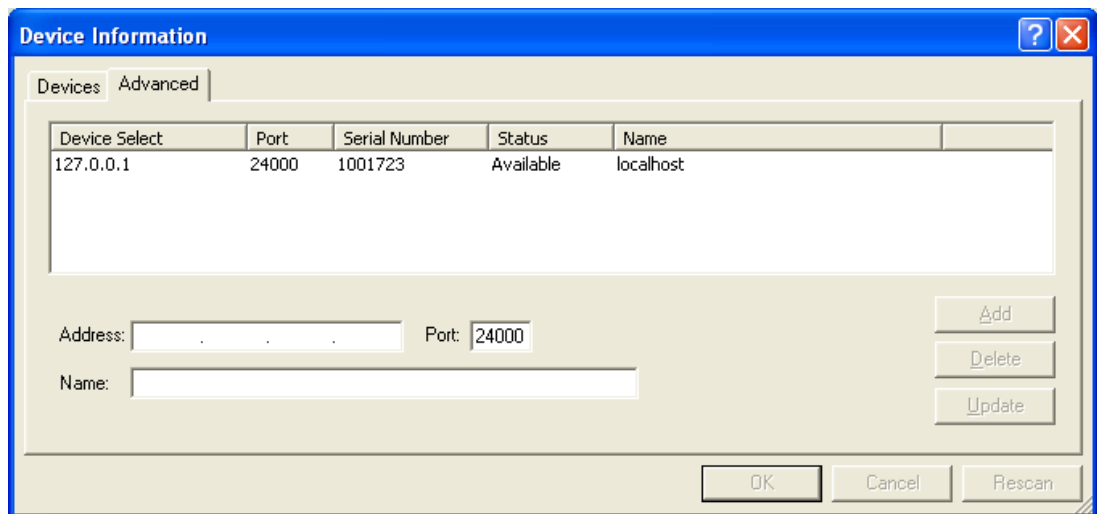 Device Information
Devices Advanced
Device Select Port Serial Number Status Name
127.0.0.1 24000 1001723 Available localhost
Address: . . . Port: 24000 Add
Delete
Name:
Update
OK Cancel Rescan